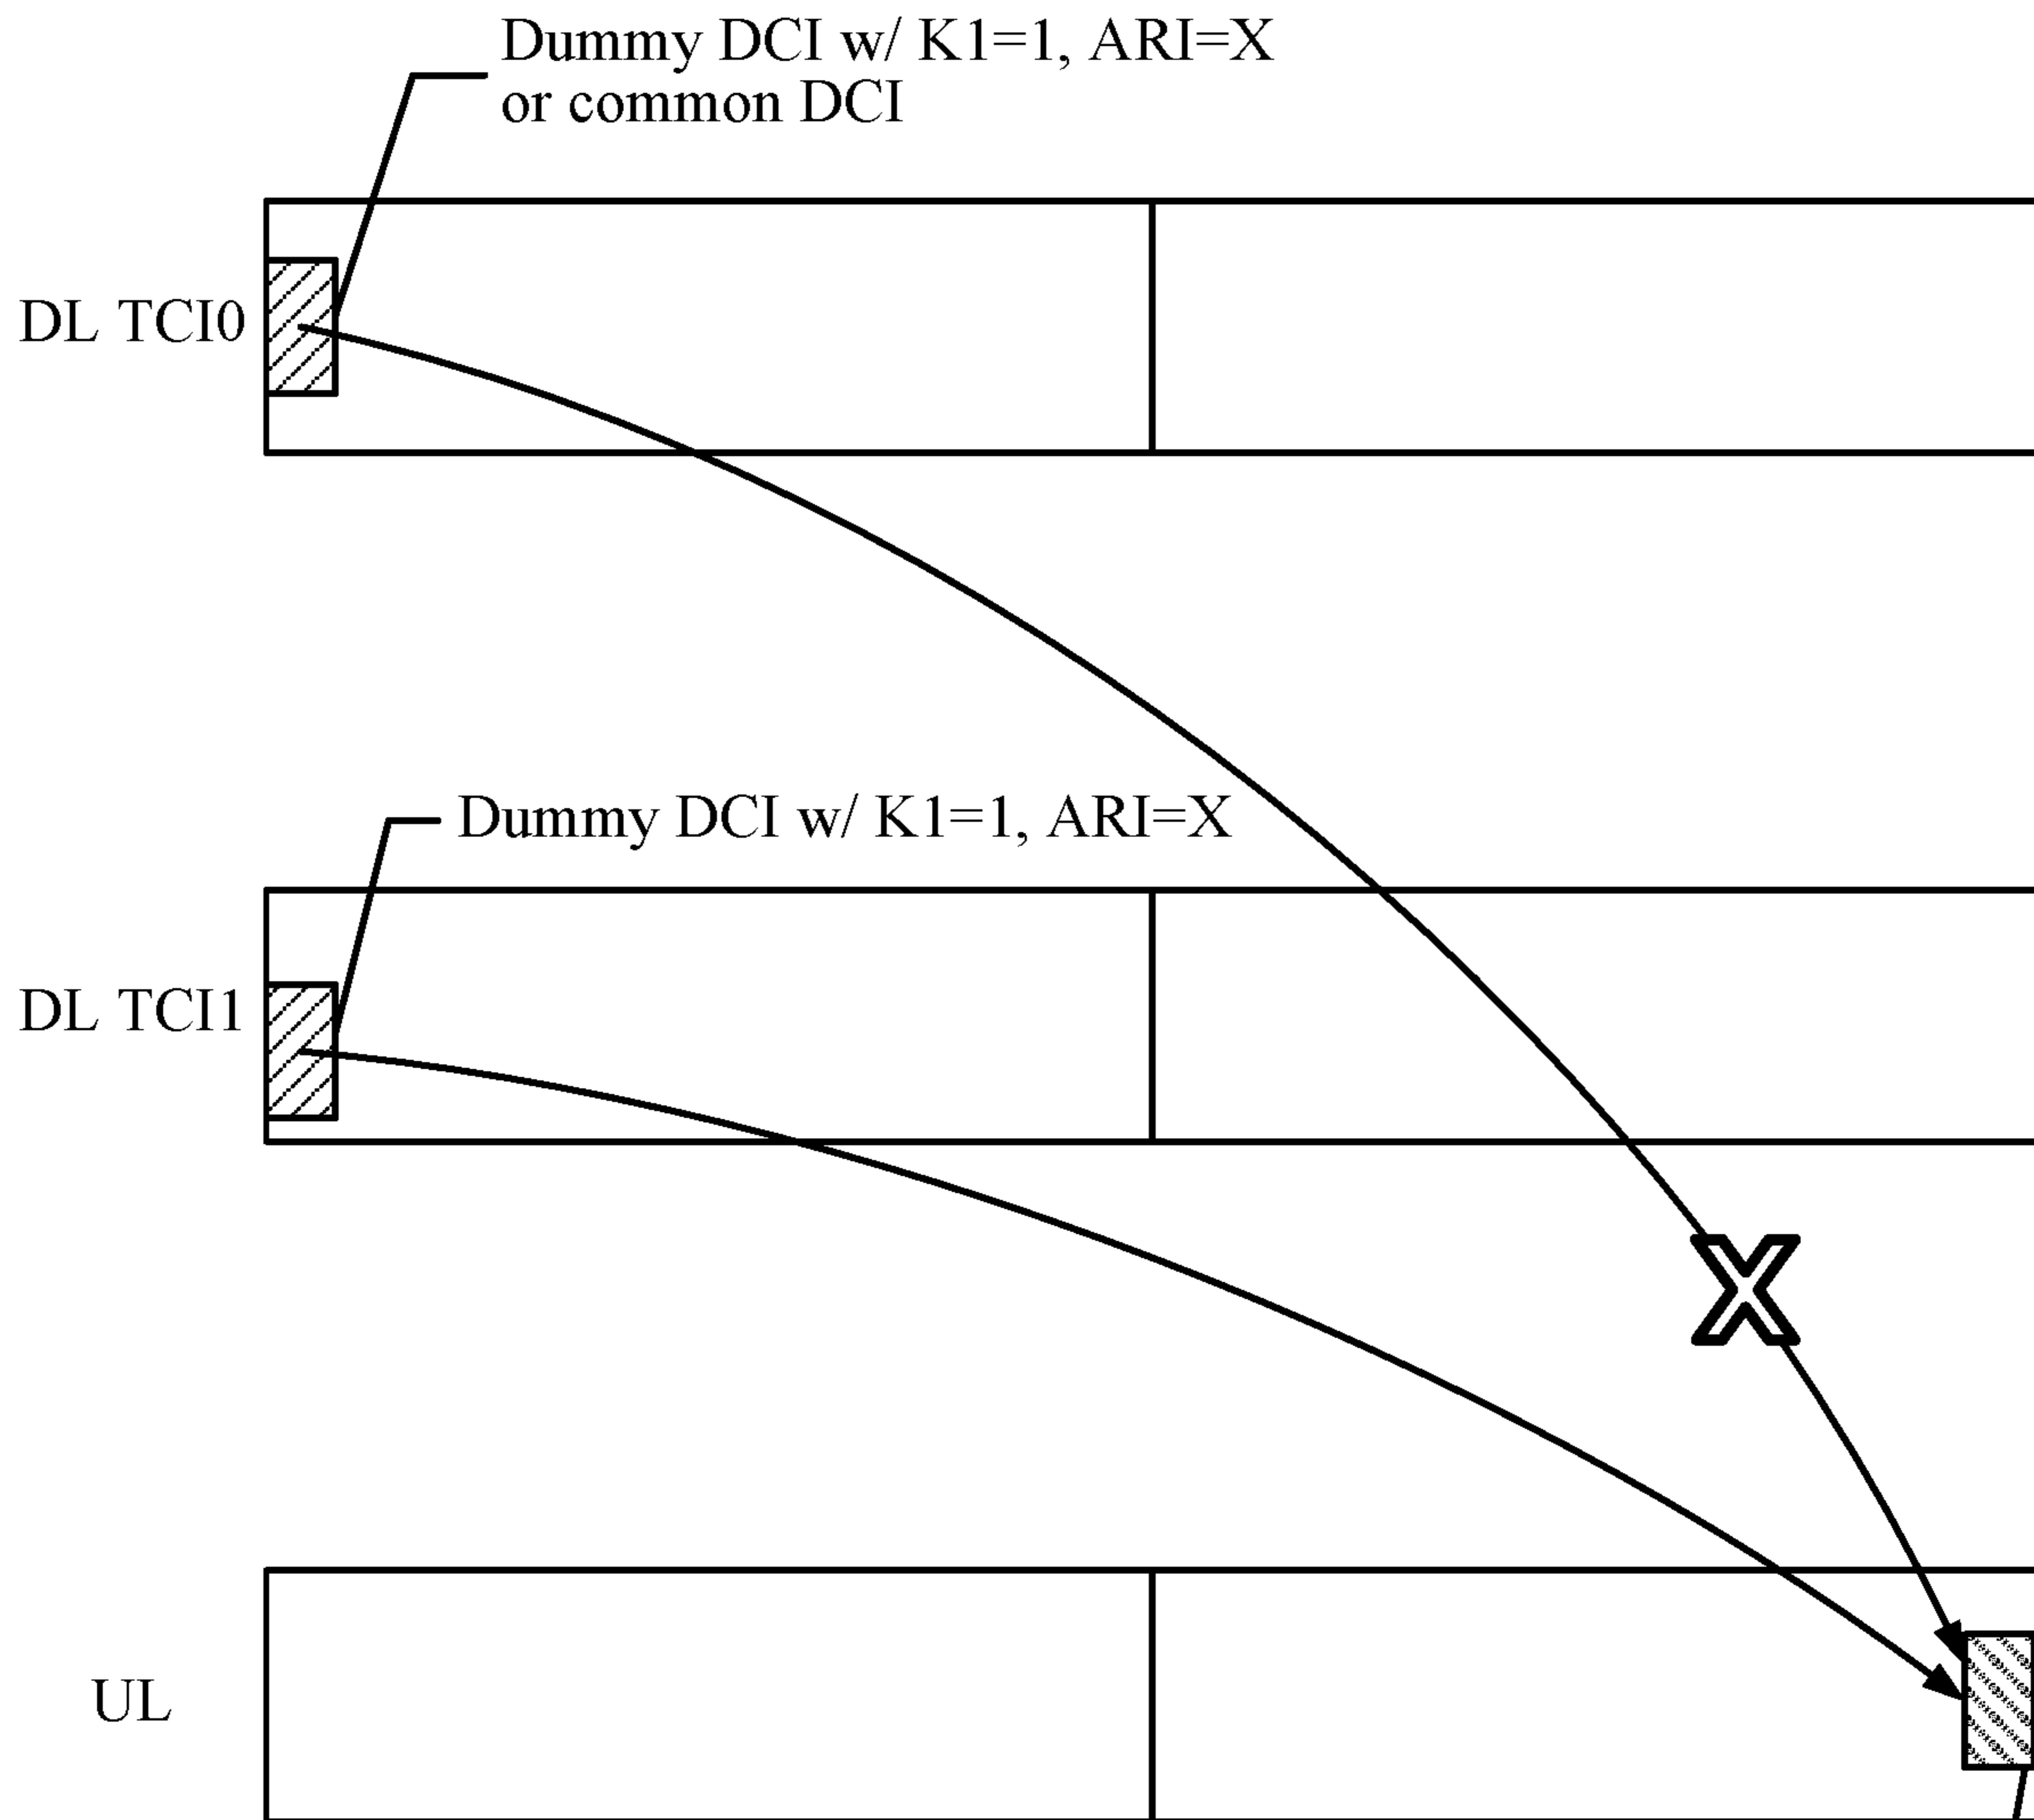 Dummy DCI w/ K1=1, ARI=X
or common DCI
DL TCI0
Dummy DCI w/ K1=1, ARI=X
DL TCI1
X
UL